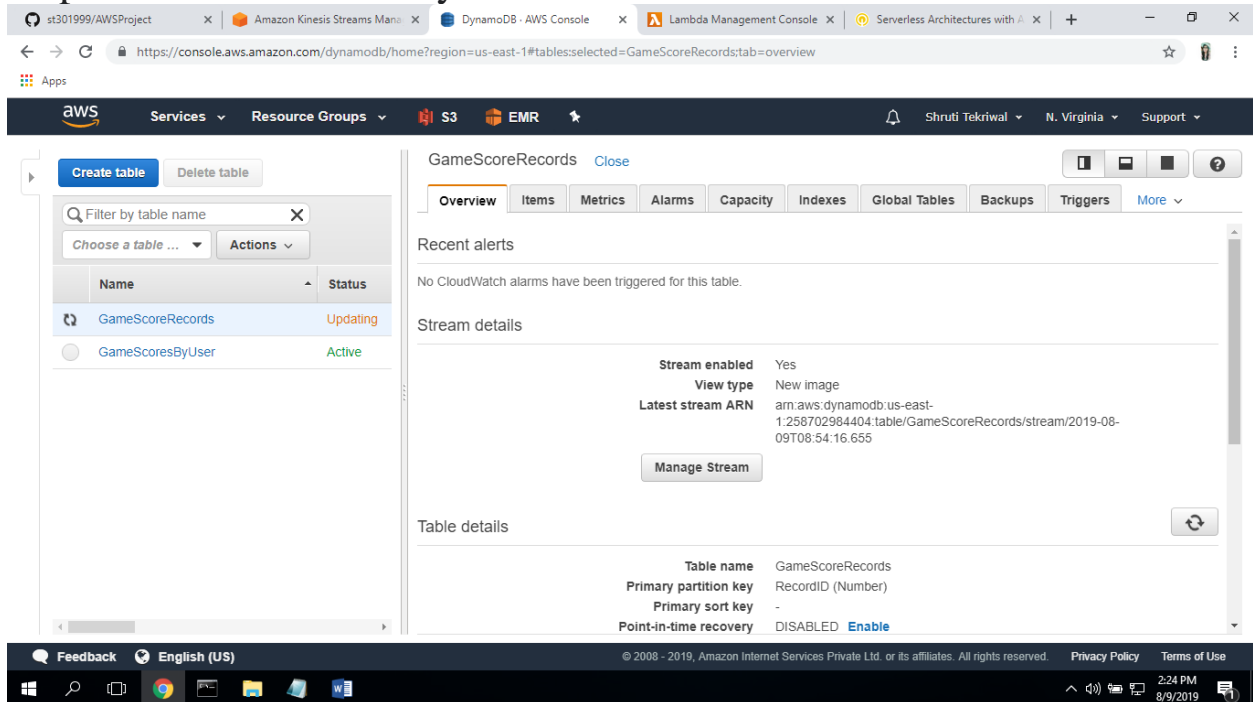 st301999/AWSProject
Amazon Kinesis Streams Mana
DynamoDB · AWS Console
Lambda Management Console
Serverless Architectures with A
https://console.aws.amazon.com/dynamodb/home?region=us-east-1#tables:selected=GameScoreRecords;tab=overview
Apps
aws Services Resource Groups S3 EMR Shruti Tekriwal N. Virginia Support
Create table Delete table
Filter by table name
Choose a table ... Actions
Name Status
GameScoreRecords Updating
GameScoresByUser Active
GameScoreRecords Close
Overview Items Metrics Alarms Capacity Indexes Global Tables Backups Triggers More
Recent alerts
No CloudWatch alarms have been triggered for this table.
Stream details
Stream enabled Yes
View type New image
Latest stream ARN arn:aws:dynamodb:us-east-
1:258702984404:table/GameScoreRecords/stream/2019-08-
09T08:54:16.655
Manage Stream
Table details
Table name GameScoreRecords
Primary partition key RecordID (Number)
Primary sort key -
Point-in-time recovery DISABLED Enable
Feedback English (US) © 2008 - 2019, Amazon Internet Services Private Ltd. or its affiliates. All rights reserved. Privacy Policy Terms of Use
2:24 PM
8/9/2019